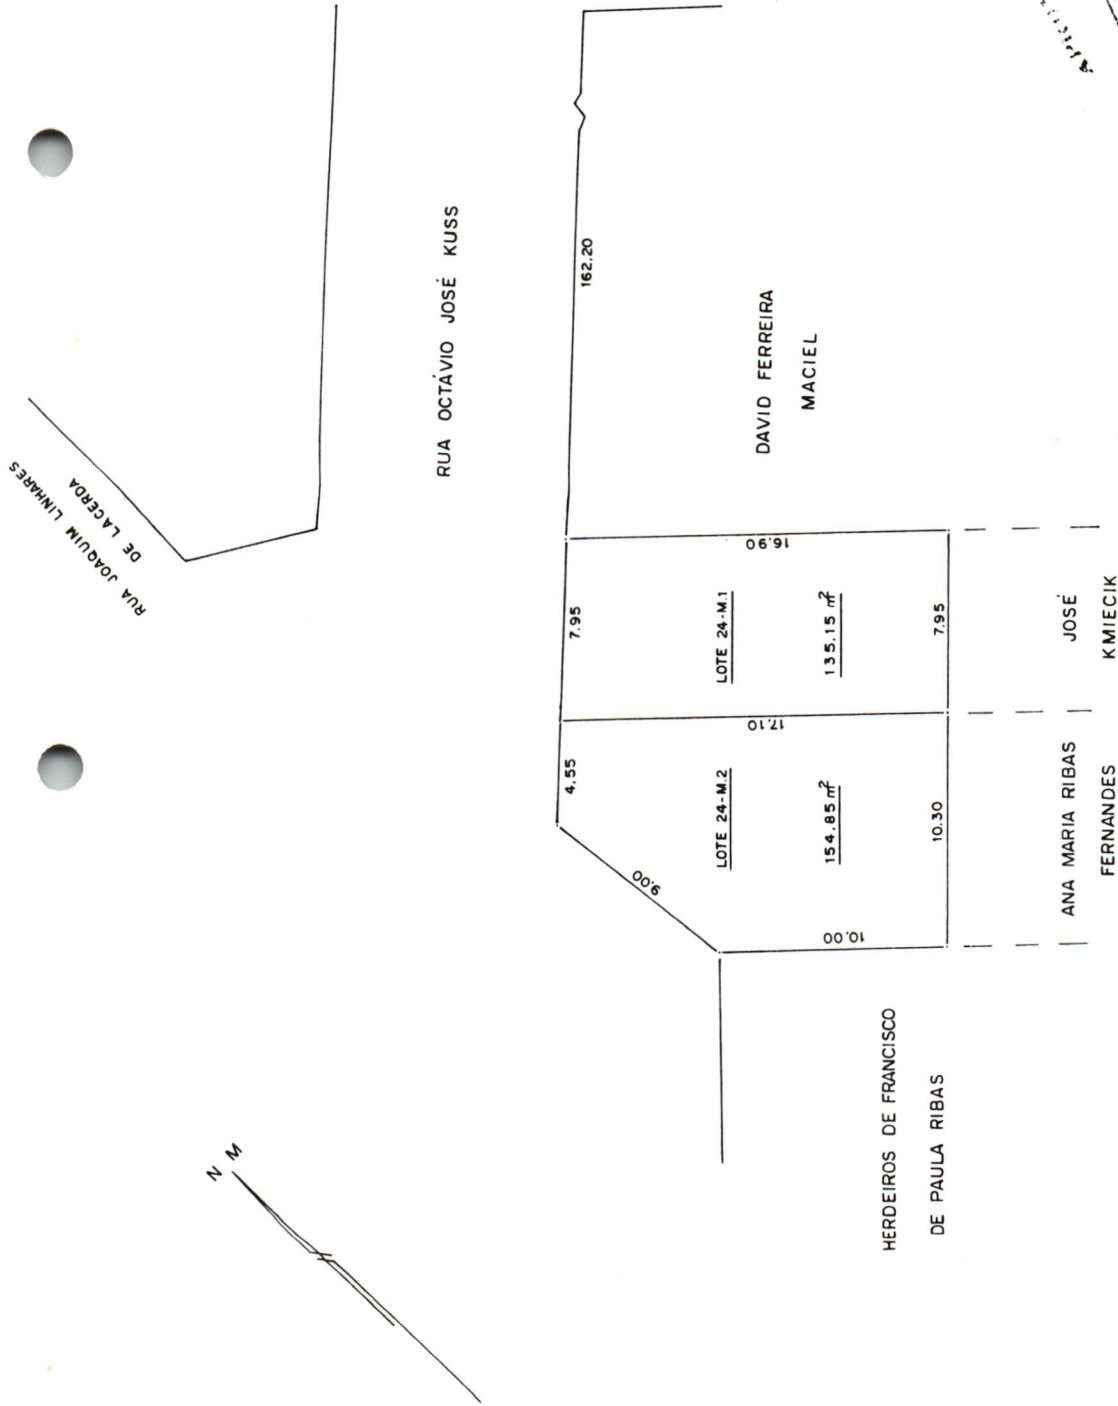 RUA JOAQUIM LINHARES
DE LACERDA
RUA OCTÁVIO JOSÉ KUSS
N M
9.00
4.55
7.95
162.20
LOTE 24-M.2
154.85 m²
LOTE 24-M.1
135.15 m²
10.00
17.10
16.90
10.30
7.95
DAVID FERREIRA
MACIEL
HERDEIROS DE FRANCISCO
DE PAULA RIBAS
ANA MARIA RIBAS
FERNANDES
JOSÉ
KMIECIK